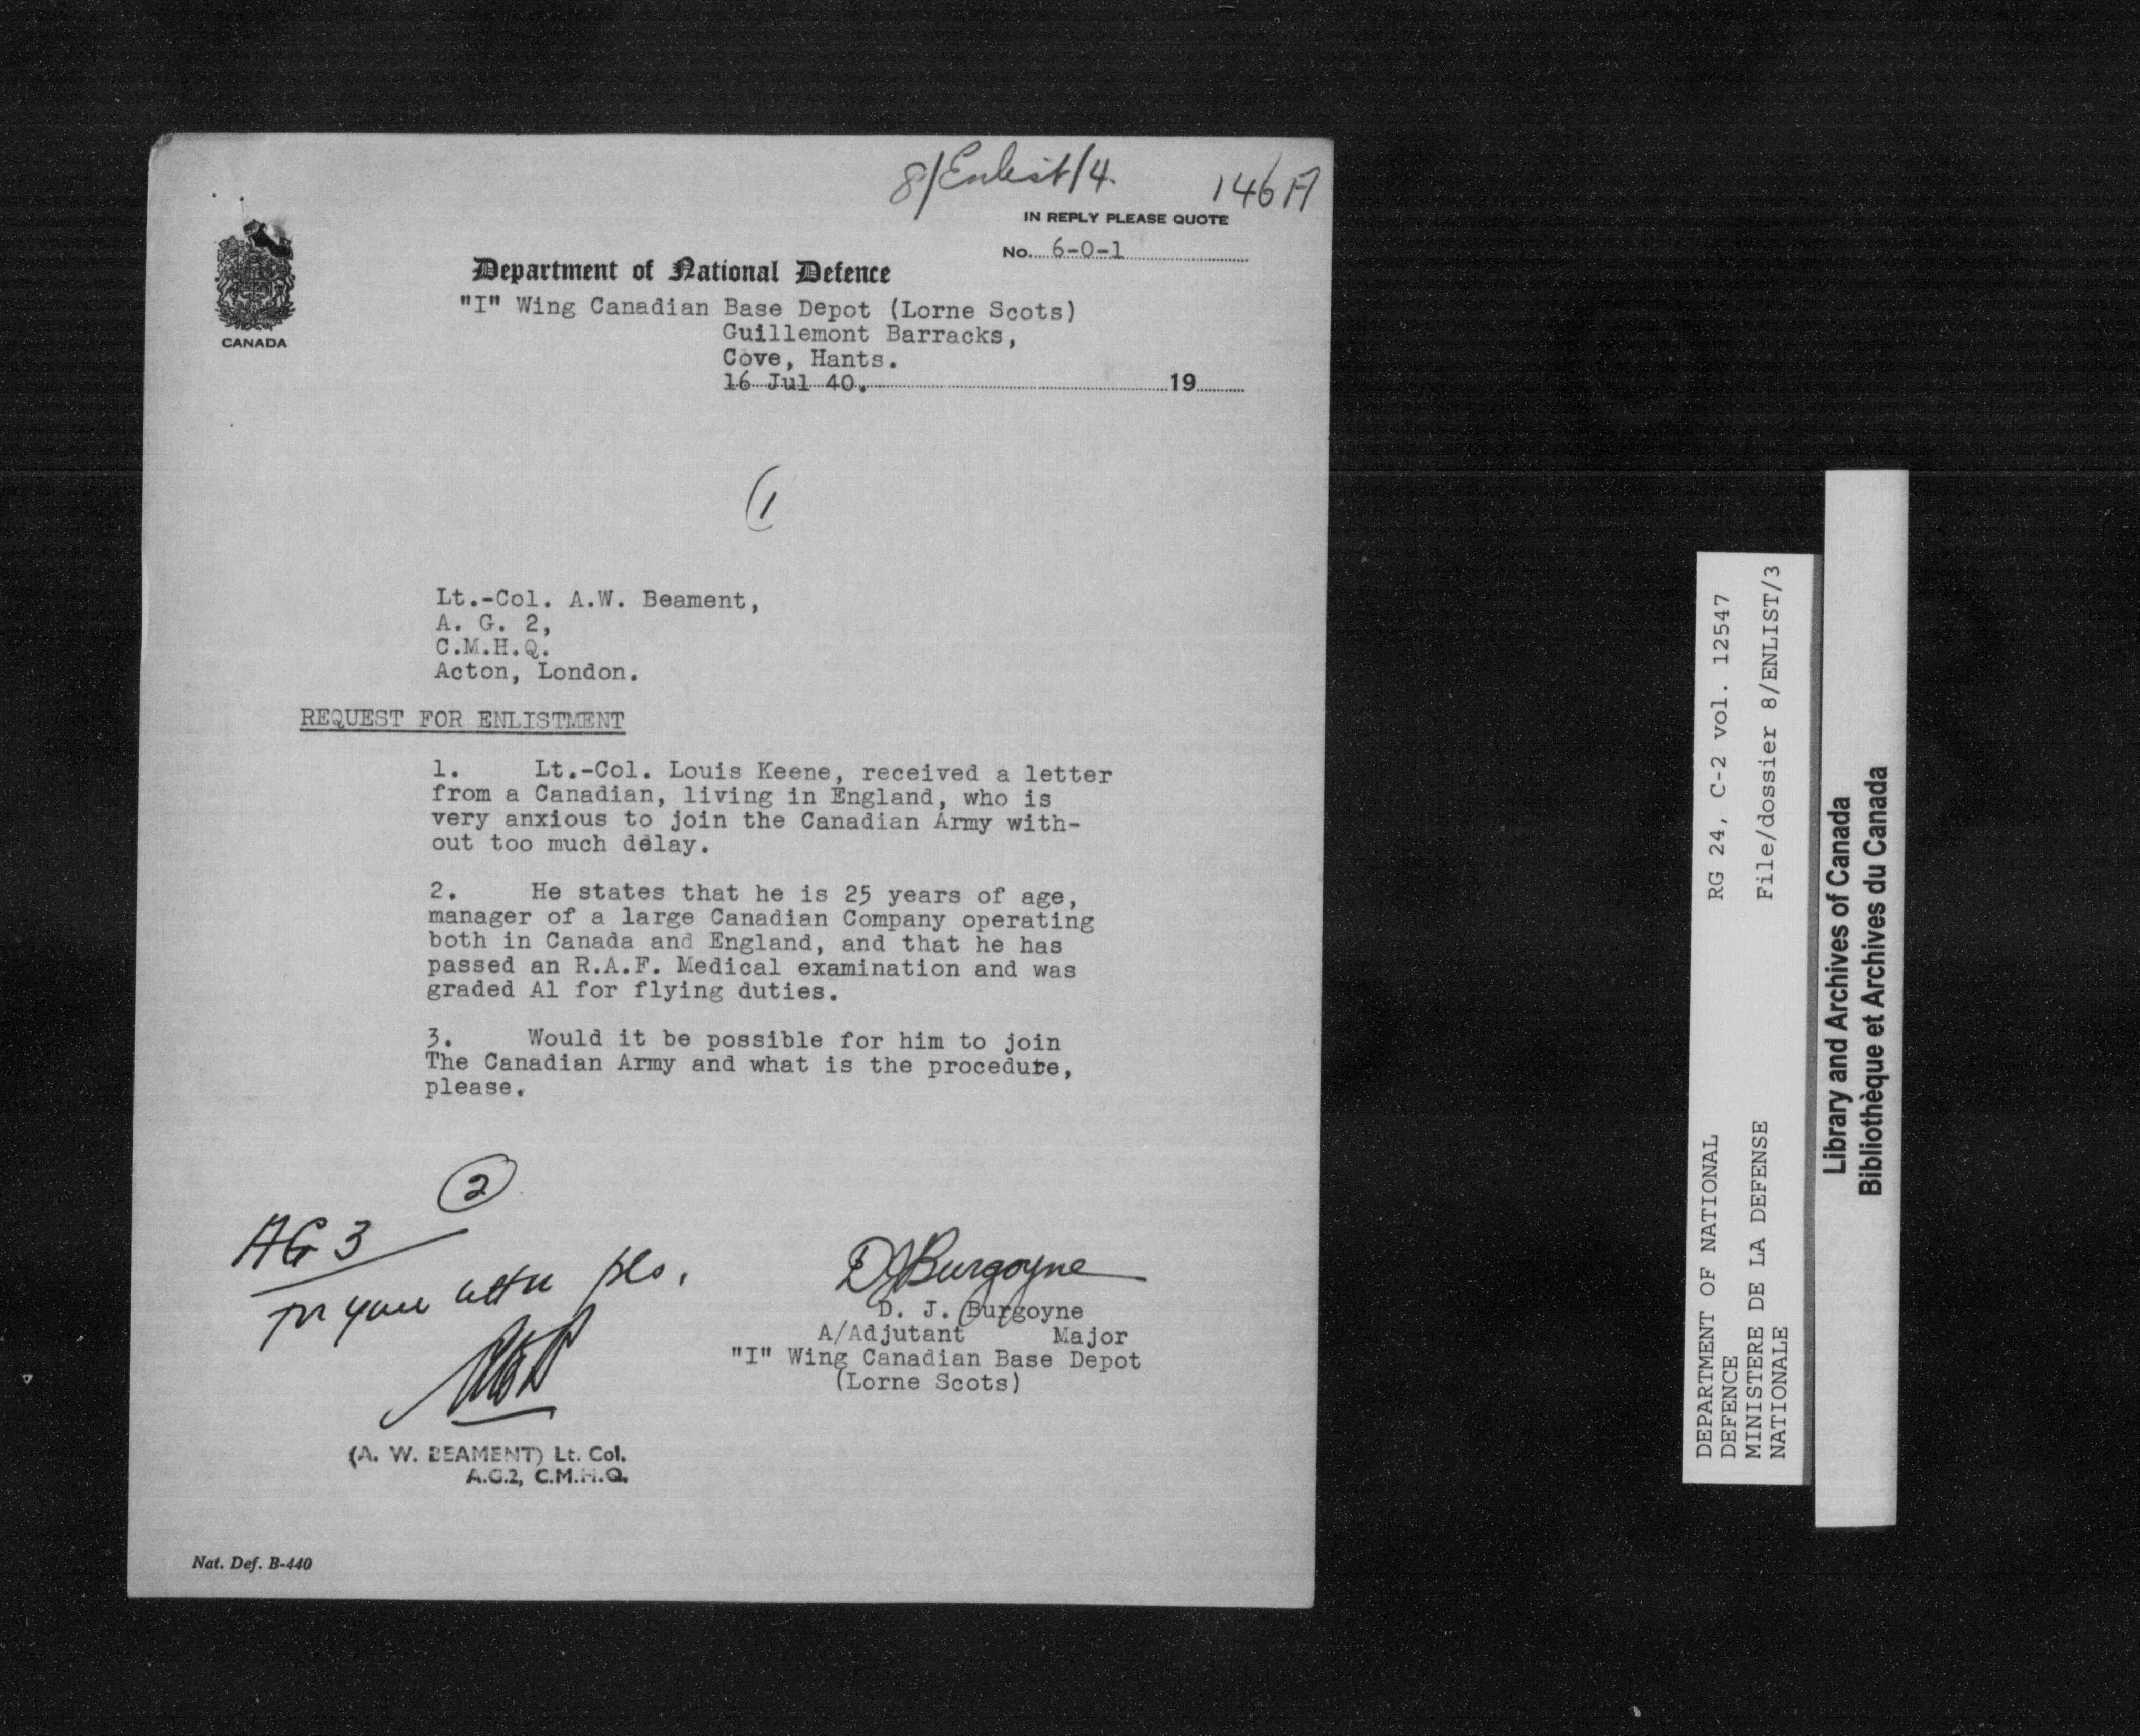 8/Enlist/4.
146A
IN REPLY PLEASE QUOTE
No. 6-0-1
CANADA
Department of National Defence
"I" Wing Canadian Base Depot (Lorne Scots)
Guillemont Barracks,
Cove, Hants.
16 Jul 40. 19
(1
Lt.-Col. A.W. Beament,
A. G. 2,
C.M.H.Q.
Acton, London.
REQUEST FOR ENLISTMENT
1. Lt.-Col. Louis Keene, received a letter
from a Canadian, living in England, who is
very anxious to join the Canadian Army with-
out too much delay.
2. He states that he is 25 years of age,
manager of a large Canadian Company operating
both in Canada and England, and that he has
passed an R.A.F. Medical examination and was
graded A1 for flying duties.
3. Would it be possible for him to join
The Canadian Army and what is the procedure,
please.
2
AG 3
for your attn pls.
DJBurgoyne
D. J. Burgoyne
A/Adjutant Major
"I" Wing Canadian Base Depot
(Lorne Scots)
(A. W. BEAMENT) Lt. Col.
A.G.2, C.M.H.Q.
Nat. Def. B-440
DEPARTMENT OF NATIONAL
DEFENCE
MINISTERE DE LA DEFENSE
NATIONALE
RG 24, C-2 vol. 12547
File/dossier 8/ENLIST/3
Library and Archives of Canada
Bibliothèque et Archives du Canada